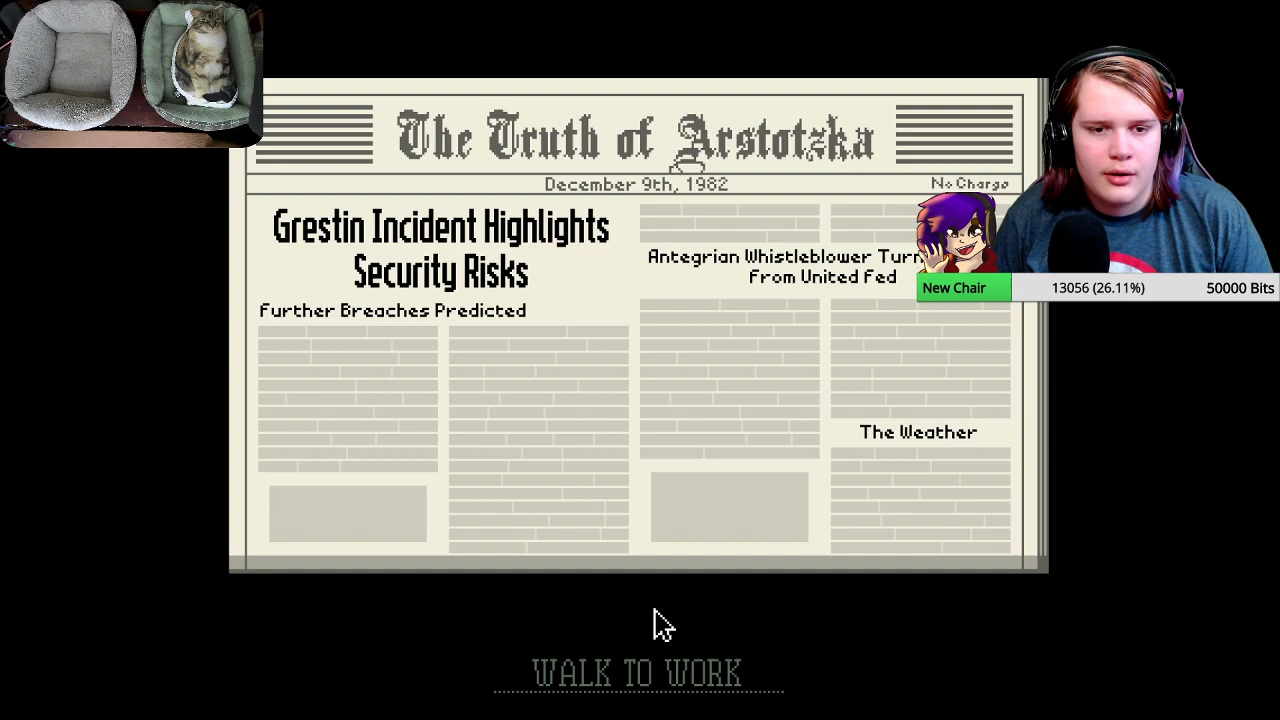 The Truth of Arstotzka
December 9th, 1982
No Charge
Grestin Incident Highlights
Security Risks
Further Breaches Predicted
Antegrian Whistleblower
From United Fed
The Weather
New Chair
13056 (26.11%)
50000 Bits
WALK TO WORK